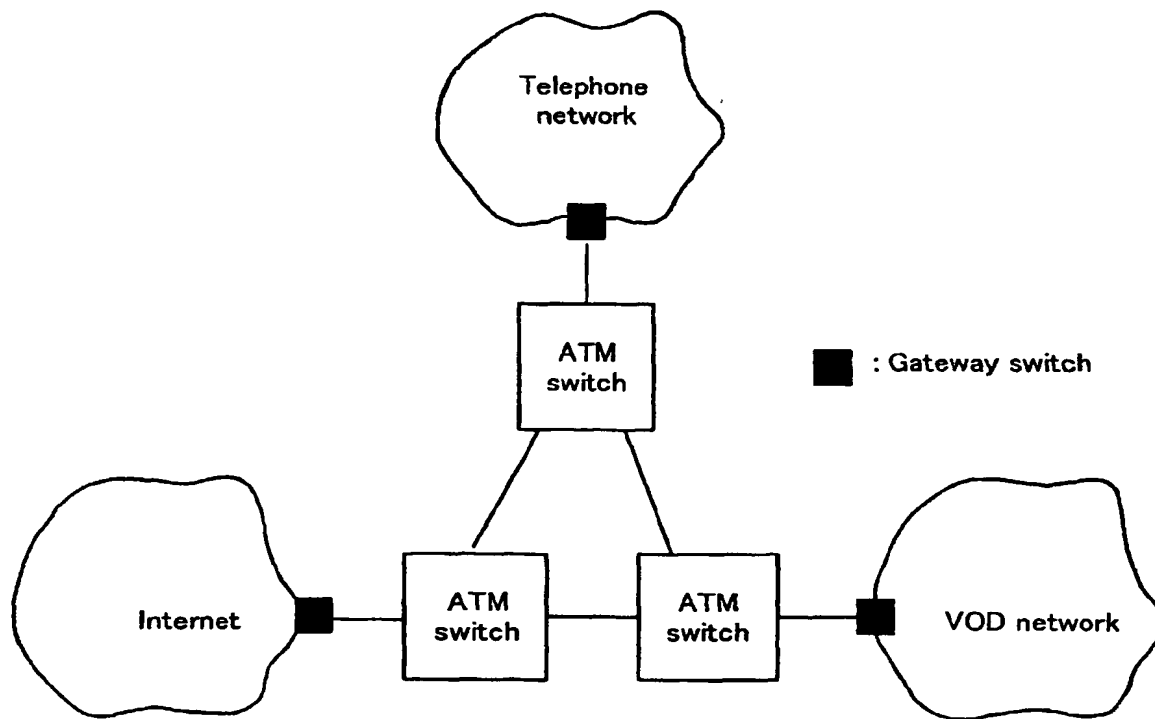 Telephone
network
ATM
switch
: Gateway switch
Internet
ATM
switch
ATM
switch
VOD network